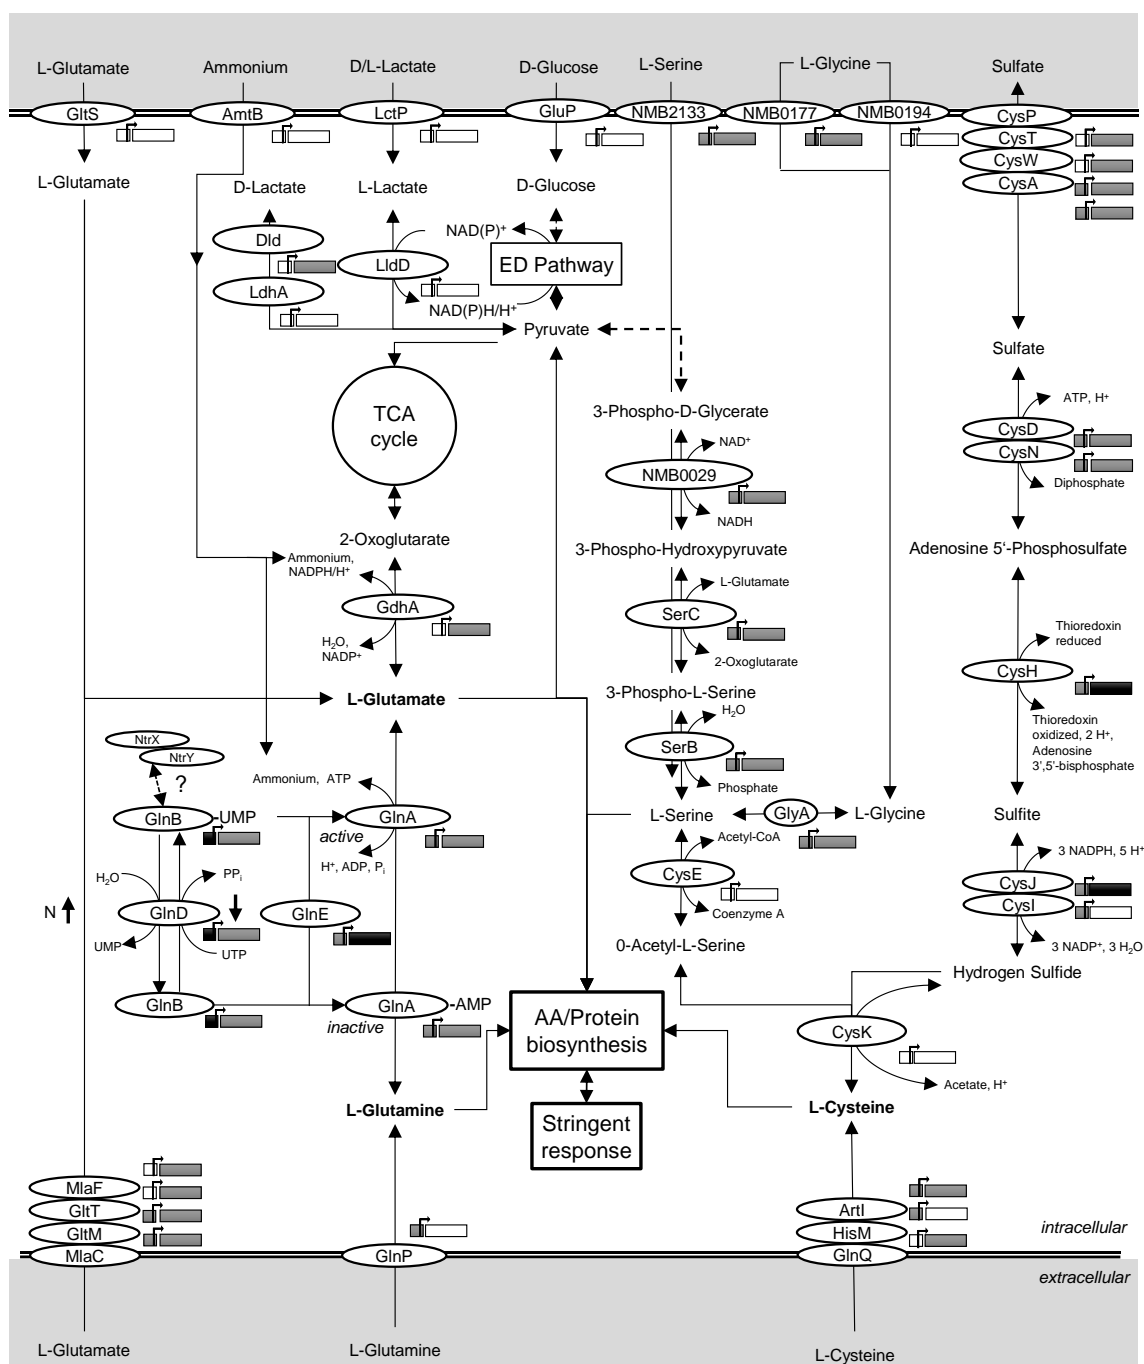 L-Glutamate
Ammonium
D/L-Lactate
D-Glucose
L-Serine
L-Glycine
Sulfate
GltS
AmtB
LctP
GluP
NMB2133
NMB0177
NMB0194
CysP
CysT
CysW
CysA
L-Glutamate
D-Lactate
L-Lactate
D-Glucose
Dld
LdhA
LldD
NAD(P)+
NAD(P)H/H+
ED Pathway
Pyruvate
Sulfate
TCA
cycle
3-Phospho-D-Glycerate
ATP, H+
CysD
CysN
Diphosphate
NAD+
NMB0029
NADH
2-Oxoglutarate
3-Phospho-Hydroxypyruvate
Adenosine 5‘-Phosphosulfate
Ammonium,
NADPH/H+
GdhA
H2O,
NADP+
L-Glutamate
SerC
2-Oxoglutarate
Thioredoxin
reduced
CysH
Thioredoxin
oxidized, 2 H+,
Adenosine
3',5'-bisphosphate
L-Glutamate
3-Phospho-L-Serine
H2O
SerB
Phosphate
NtrX
NtrY
?
Ammonium, ATP
GlnB
-UMP
active
GlnA
H+, ADP, Pi
L-Serine
GlyA
L-Glycine
Sulfite
Acetyl-CoA
CysE
Coenzyme A
3 NADPH, 5 H+
CysJ
CysI
3 NADP+, 3 H2O
H2O
PPi
N
GlnD
GlnE
UMP
UTP
0-Acetyl-L-Serine
Hydrogen Sulfide
GlnB
inactive
GlnA
-AMP
AA/Protein
biosynthesis
CysK
Acetate, H+
L-Glutamine
L-Cysteine
Stringent
response
MlaF
GltT
GltM
MlaC
GlnP
ArtI
HisM
GlnQ
intracellular
extracellular
L-Glutamate
L-Glutamine
L-Cysteine